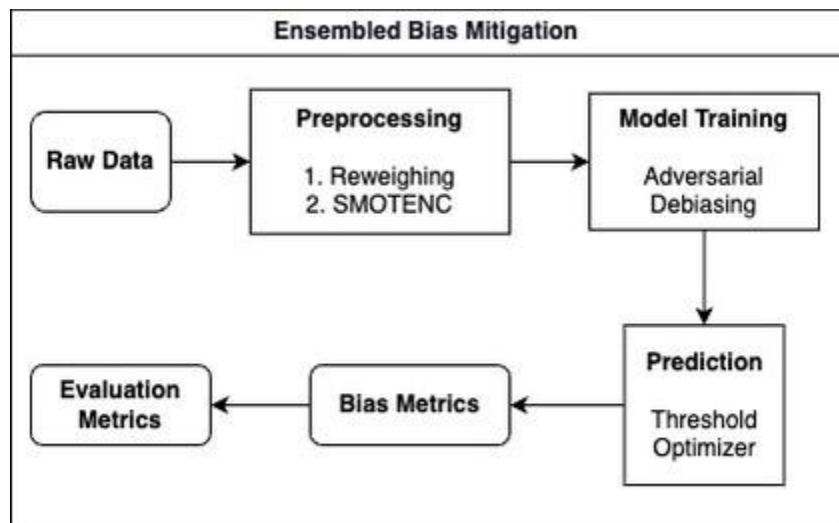 Ensembled Bias Mitigation
Raw Data
Preprocessing
1. Reweighing
2. SMOTENC
Model Training
Adversarial
Debiasing
Prediction
Threshold
Optimizer
Bias Metrics
Evaluation
Metrics